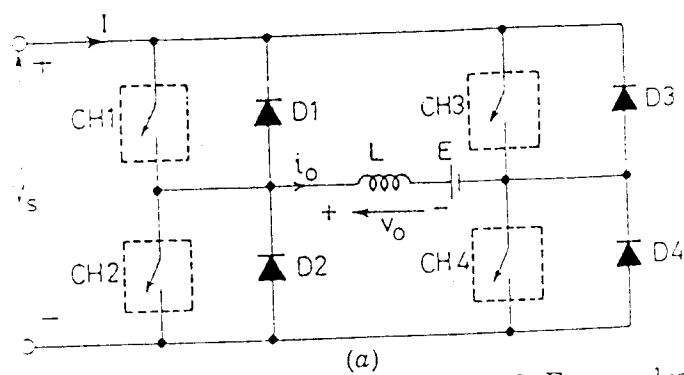 I
+
CH1
D1
CH3
D3
i₀
L
E
s
+
−
v₀
CH2
D2
CH4
D4
−
(a)